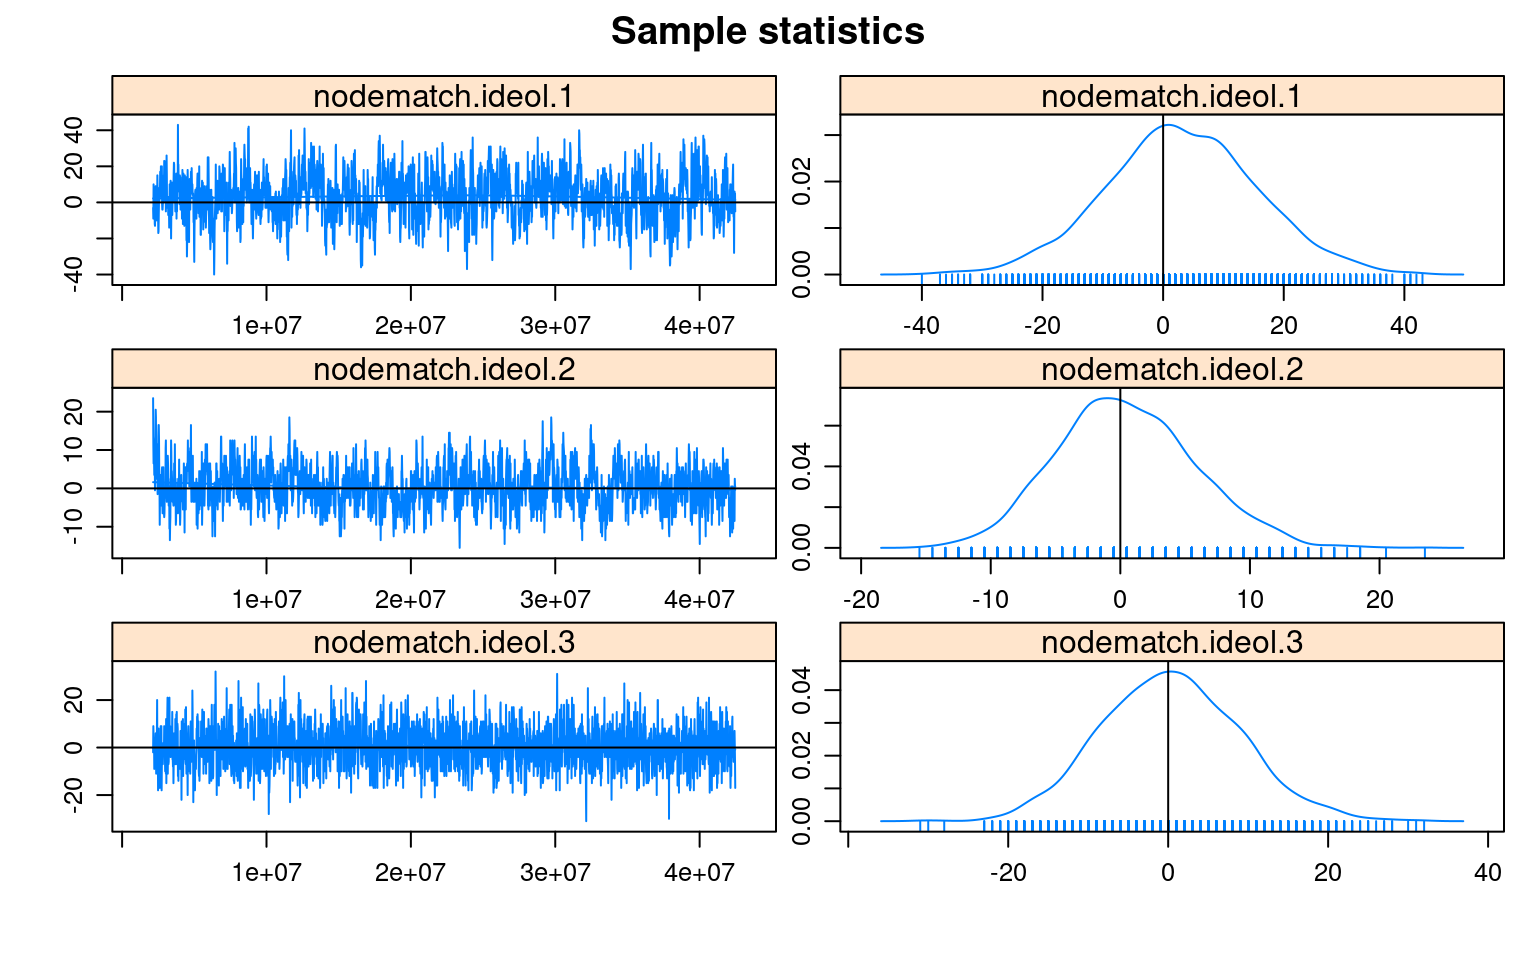 Sample statistics
nodematch.ideol.1
nodematch.ideol.1
-40 0 20 40
0.00 0.02
1e+07 2e+07 3e+07 4e+07
-40 -20 0 20 40
nodematch.ideol.2
nodematch.ideol.2
-10 0 10 20
0.00 0.04
1e+07 2e+07 3e+07 4e+07
-20 -10 0 10 20
nodematch.ideol.3
nodematch.ideol.3
-20 0 20
0.00 0.02 0.04
1e+07 2e+07 3e+07 4e+07
-20 0 20 40